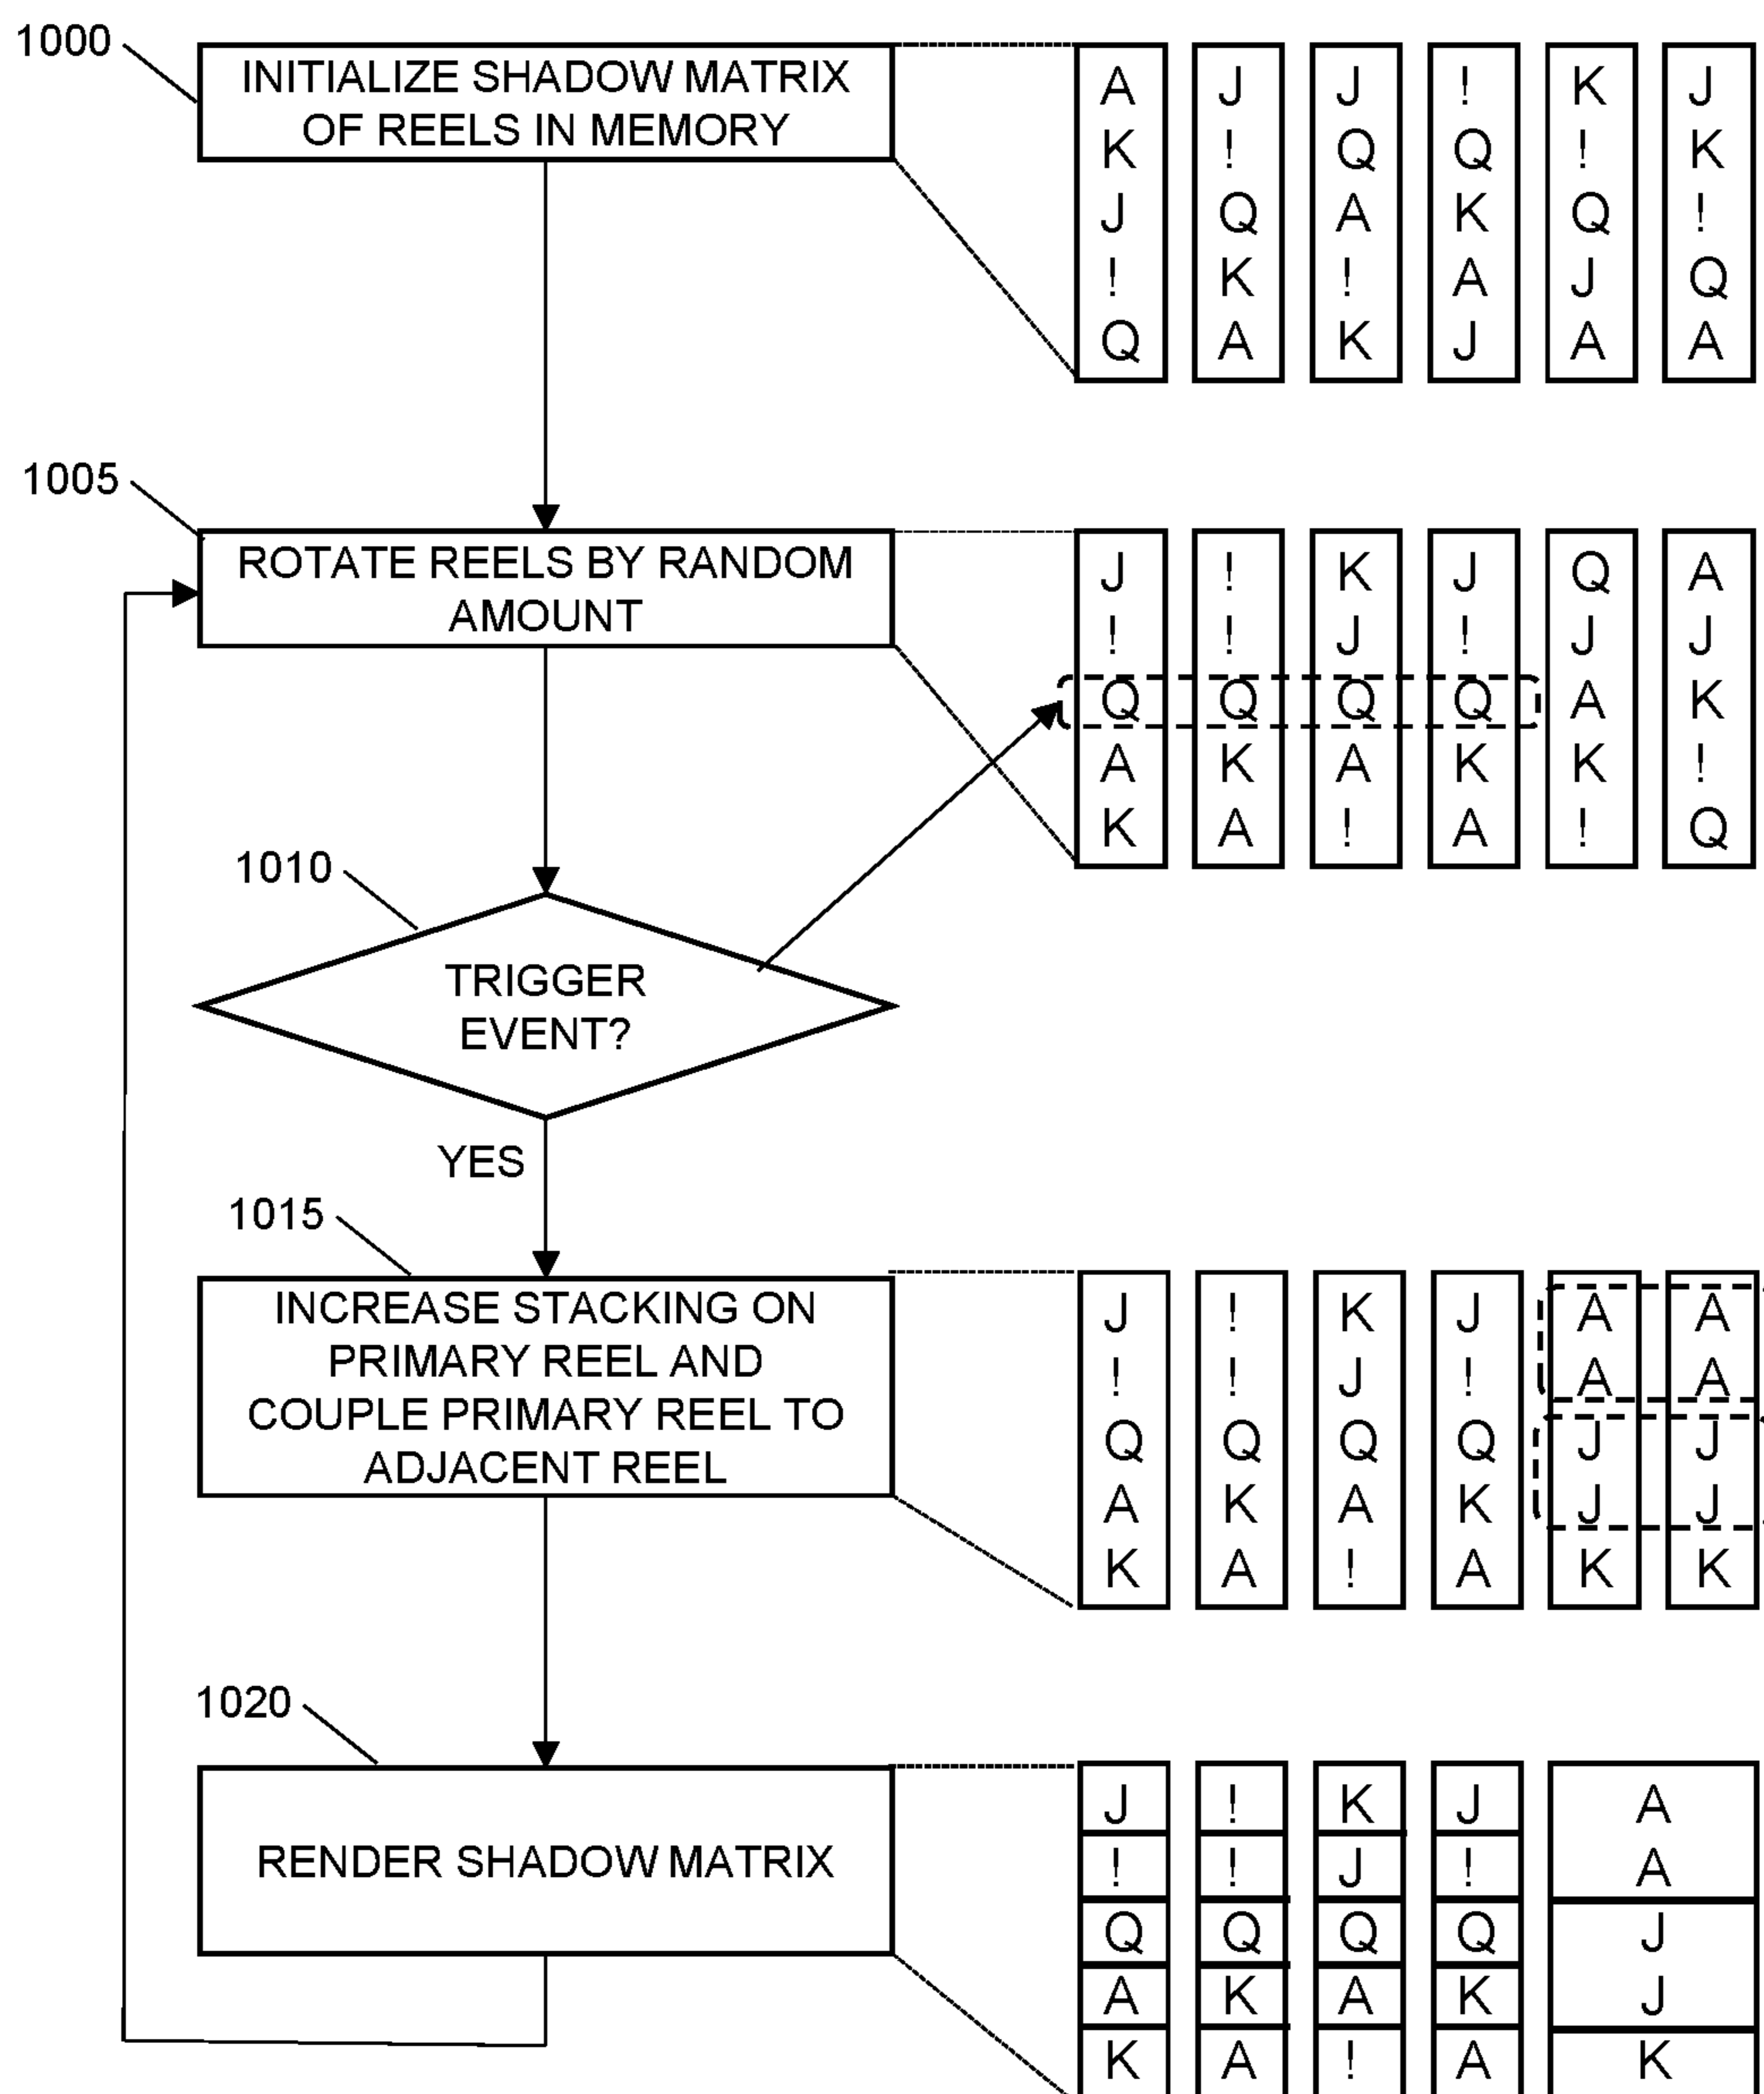 1000
INITIALIZE SHADOW MATRIX
OF REELS IN MEMORY
A J J ! K J
K ! Q Q ! K
J Q A K Q !
! K ! A J Q
Q A K J A A
1005
ROTATE REELS BY RANDOM
AMOUNT
J ! K J Q A
! ! J ! J J
Q Q Q Q A K
A K A K K !
K A ! A ! Q
1010
TRIGGER
EVENT?
YES
1015
INCREASE STACKING ON
PRIMARY REEL AND
COUPLE PRIMARY REEL TO
ADJACENT REEL
J ! K J A A
! ! J ! A A
Q Q Q Q J J
A K A K J J
K A ! A K K
1020
RENDER SHADOW MATRIX
J ! K J A
! ! J ! A
Q Q Q Q J
A K A K J
K A ! A K